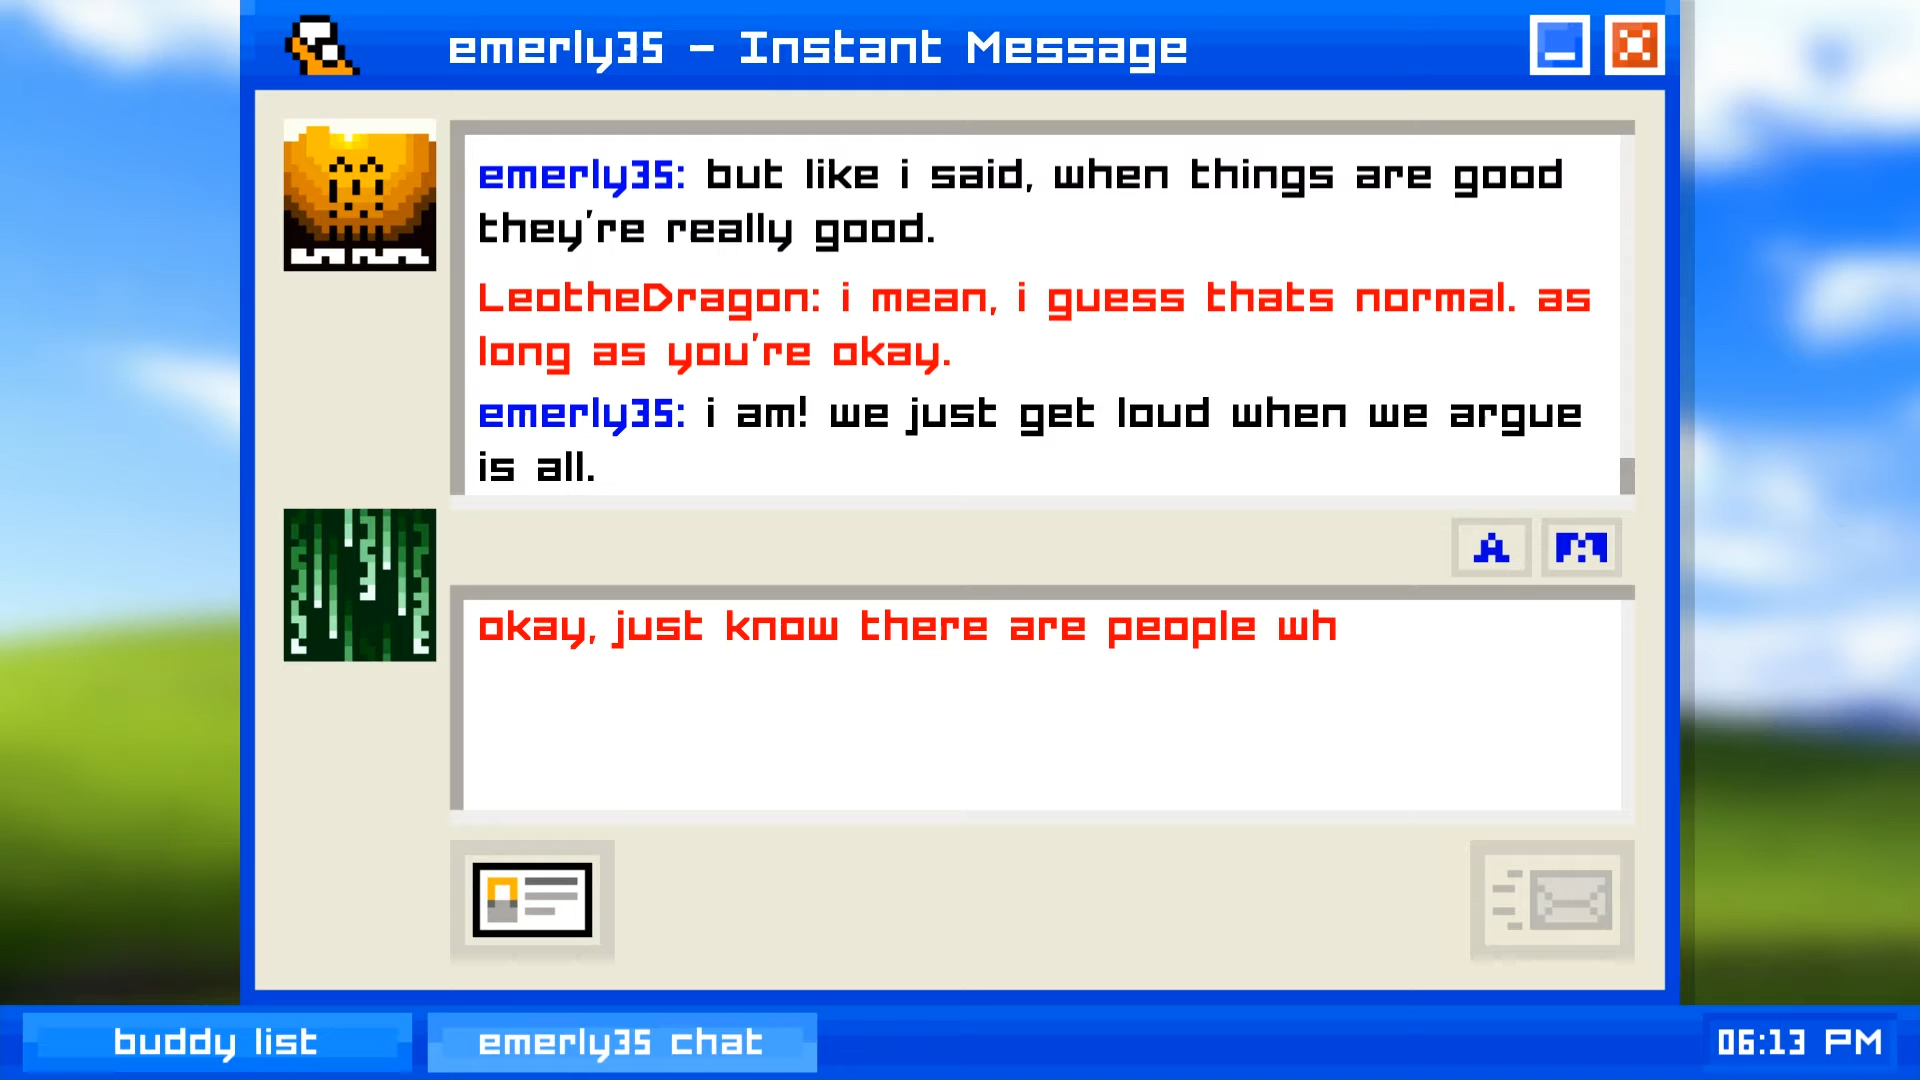 emerly35 - Instant Message
emerly35: but like i said, when things are good
they're really good.
LeotheDragon: i mean, i guess thats normal. as
long as you're okay.
emerly35: i am! we just get loud when we argue
is all.
A
okay, just know there are people wh
buddy list
emerly35 chat
06:13 PM